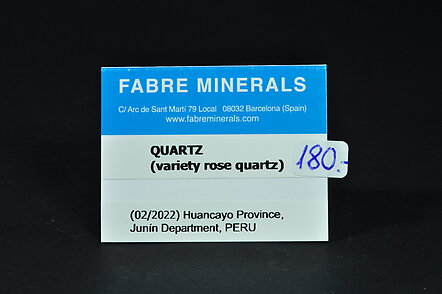 FABRE MINERALS
C/ Arc de Sant Martí 79 Local 08032 Barcelona (Spain)
www.fabreminerals.com
QUARTZ
(variety rose quartz) 180.-
(02/2022) Huancayo Province,
Junín Department, PERU